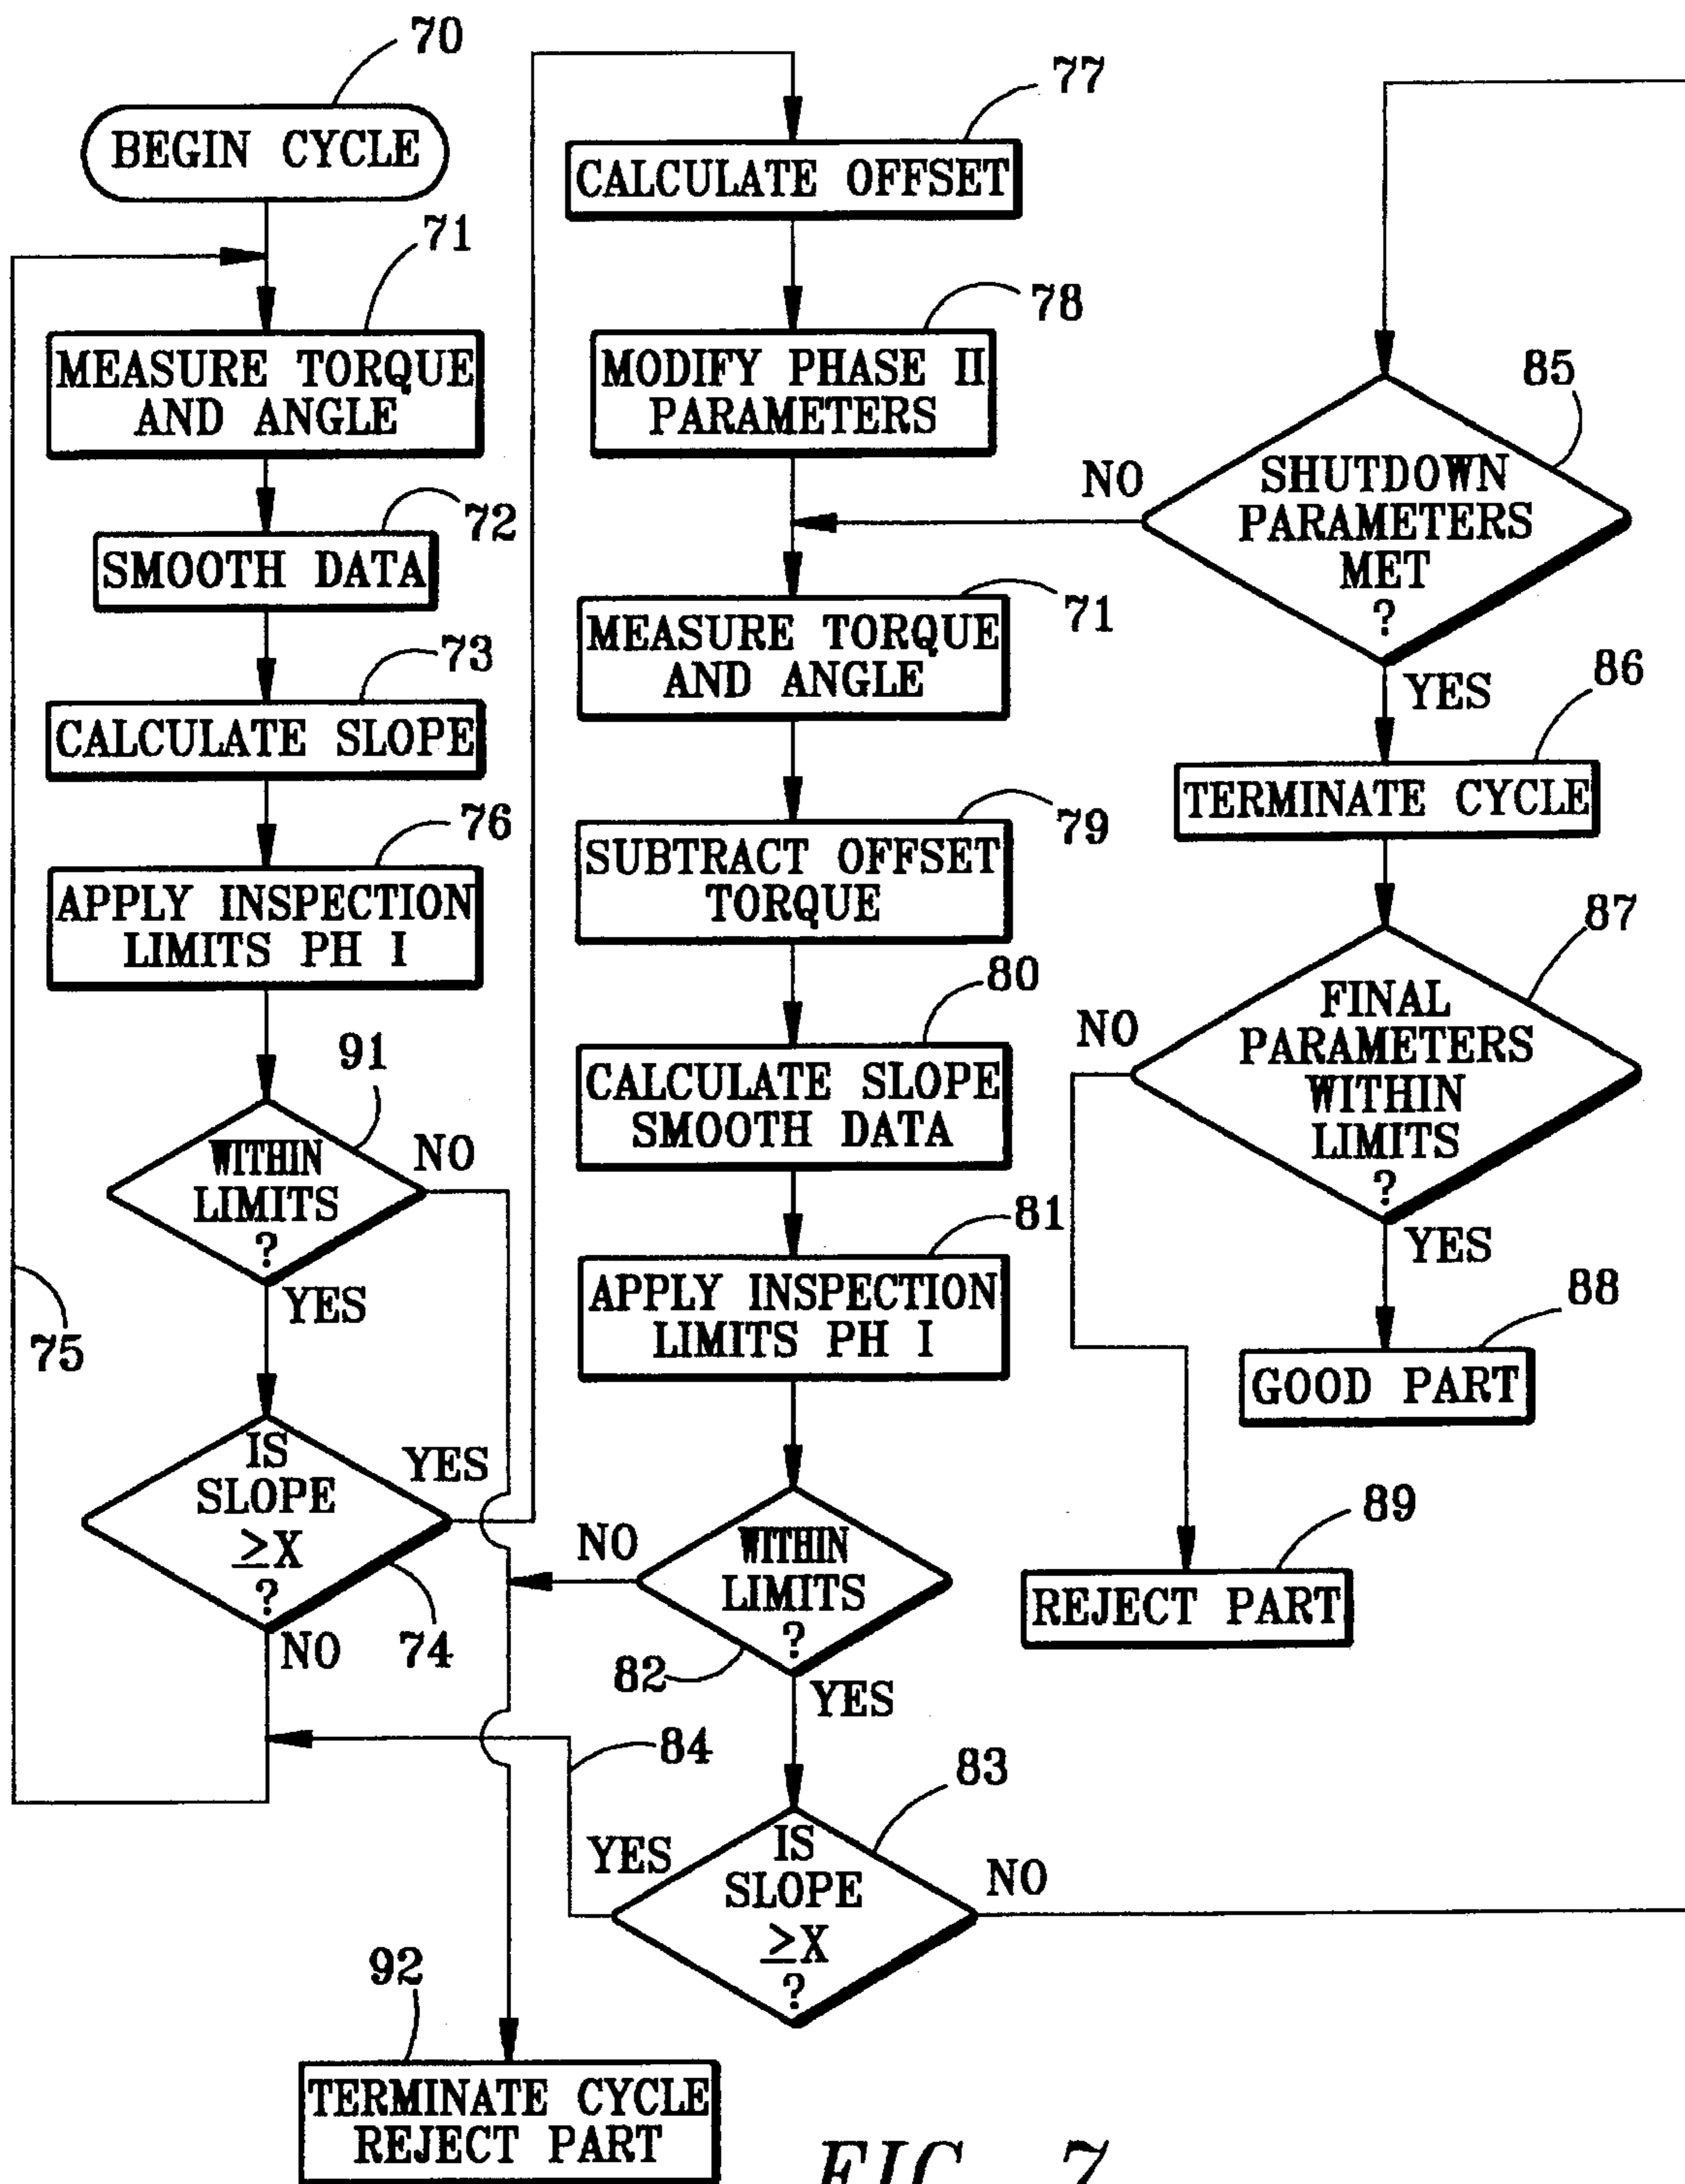 70
BEGIN CYCLE
71
MEASURE TORQUE
AND ANGLE
72
SMOOTH DATA
73
CALCULATE SLOPE
76
APPLY INSPECTION
LIMITS PH I
91
WITHIN
LIMITS
?
NO
YES
75
IS
SLOPE
≥X
?
YES
NO
74
77
CALCULATE OFFSET
78
MODIFY PHASE II
PARAMETERS
71
MEASURE TORQUE
AND ANGLE
79
SUBTRACT OFFSET
TORQUE
80
CALCULATE SLOPE
SMOOTH DATA
81
APPLY INSPECTION
LIMITS PH I
NO
WITHIN
LIMITS
?
82
YES
84
83
YES
IS
SLOPE
≥X
?
NO
92
TERMINATE CYCLE
REJECT PART
85
NO
SHUTDOWN
PARAMETERS
MET
?
YES
86
TERMINATE CYCLE
87
NO
FINAL
PARAMETERS
WITHIN
LIMITS
?
YES
88
GOOD PART
89
REJECT PART
FIG. 7